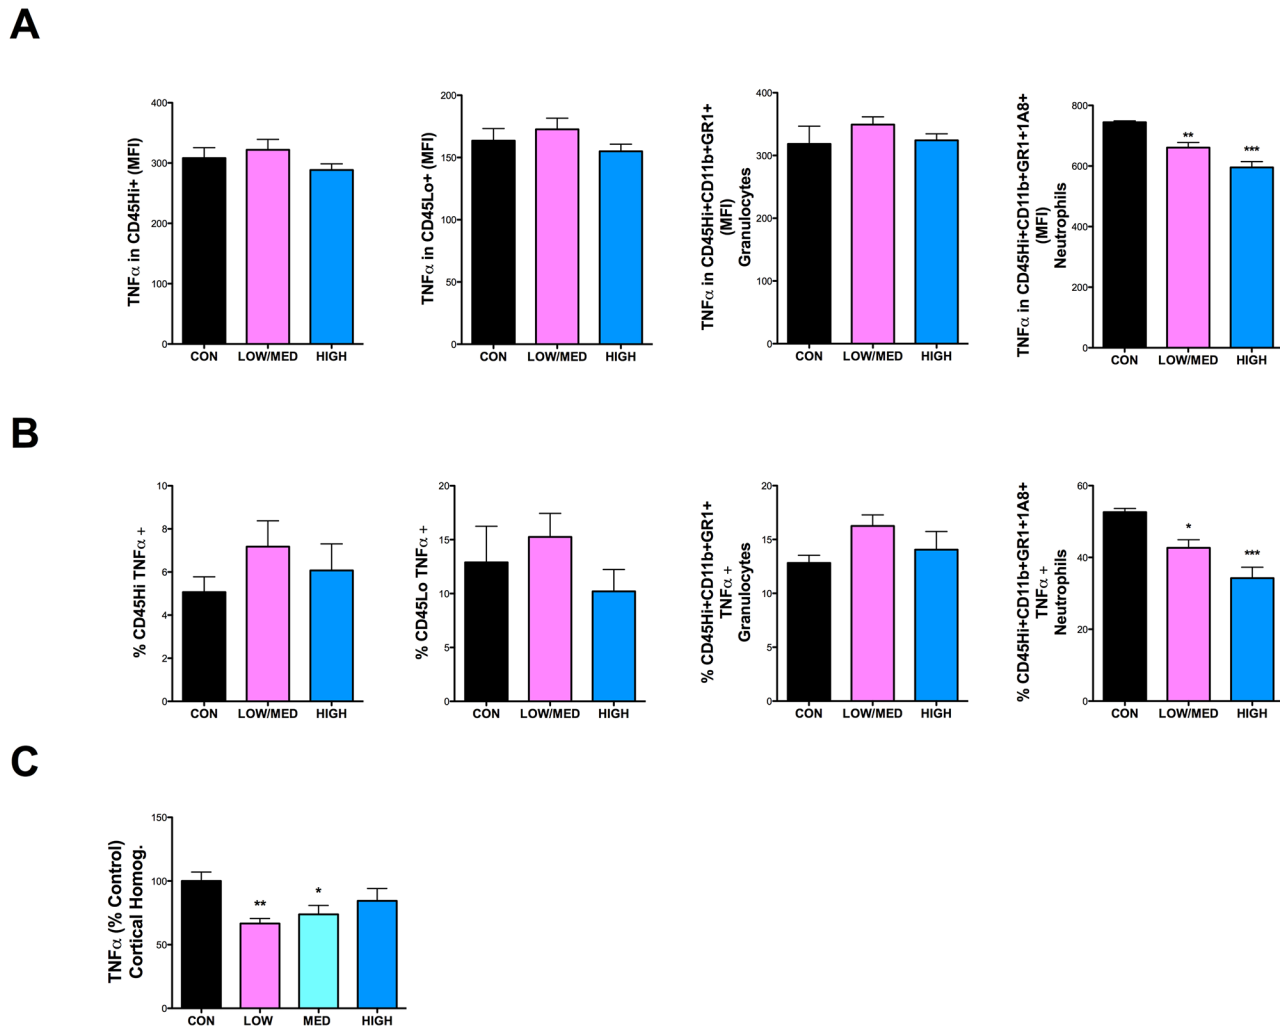 A
TNFα in CD45Hi+ (MFI)
400
300
200
100
0
CON LOW/MED HIGH
TNFα in CD45Lo+ (MFI)
200
150
100
50
0
CON LOW/MED HIGH
TNFα in CD45Hi+CD11b+GR1+
(MFI)
Granulocytes
400
300
200
100
0
CON LOW/MED HIGH
TNFα in CD45Hi+CD11b+GR1+1A8+
(MFI)
Neutrophils
800
600
400
200
0
**
***
CON LOW/MED HIGH
B
% CD45Hi TNFα +
10
8
6
4
2
0
CON LOW/MED HIGH
% CD45Lo TNFα +
20
15
10
5
0
CON LOW/MED HIGH
% CD45Hi+CD11b+GR1+
TNFα +
Granulocytes
20
15
10
5
0
CON LOW/MED HIGH
% CD45Hi+CD11b+GR1+1A8+
TNFα +
Neutrophils
60
40
20
0
*
***
CON LOW/MED HIGH
C
TNFα (% Control)
Cortical Homog.
150
100
50
0
**
*
CON LOW MED HIGH